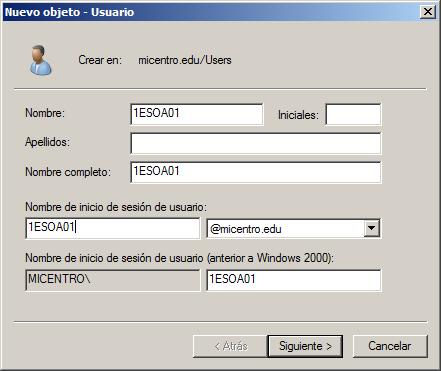 Nuevo objeto - Usuario
Crear en: micentro.edu/Users
Nombre: 1ESOA01 Iniciales:
Apellidos:
Nombre completo: 1ESOA01
Nombre de inicio de sesión de usuario:
1ESOA01 @micentro.edu
Nombre de inicio de sesión de usuario (anterior a Windows 2000):
MICENTRO\ 1ESOA01
< Atrás Siguiente > Cancelar